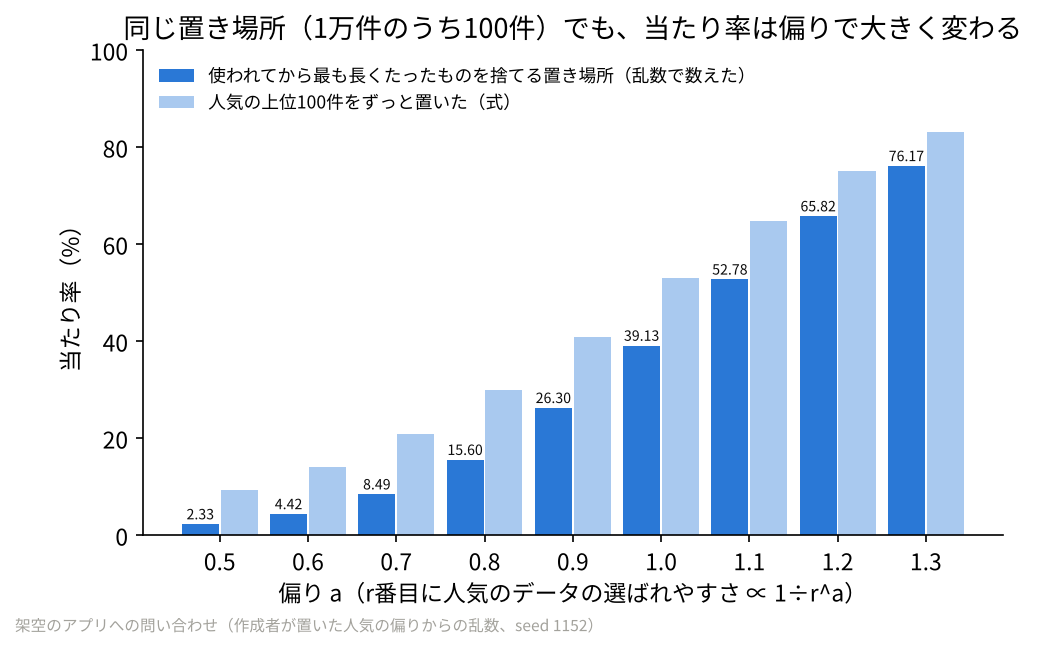 同じ置き場所（1万件のうち100件）でも、当たり率は偏りで大きく変わる
使われてから最も長くたったものを捨てる置き場所（乱数で数えた）
人気の上位100件をずっと置いた（式）
当たり率（%）
100
80
60
40
20
0
2.33
4.42
8.49
15.60
26.30
39.13
52.78
65.82
76.17
0.5 0.6 0.7 0.8 0.9 1.0 1.1 1.2 1.3
偏り a（r番目に人気のデータの選ばれやすさ ∝ 1÷r^a）
架空のアプリへの問い合わせ（作成者が置いた人気の偏りからの乱数、seed 1152）